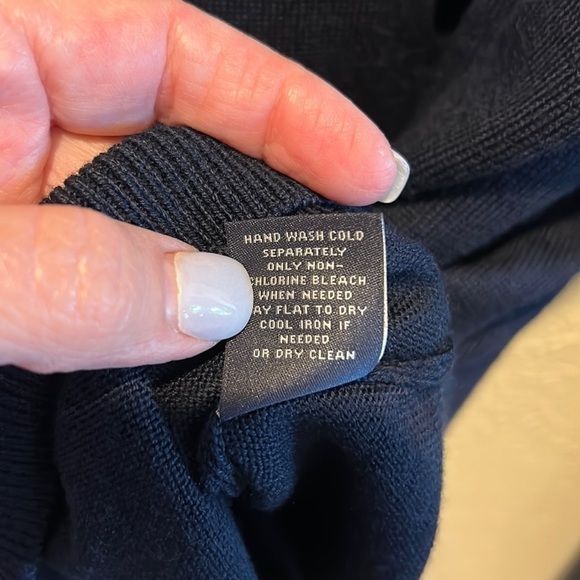 HAND WASH COLD
SEPARATELY
ONLY NON-
CHLORINE BLEACH
WHEN NEEDED
LAY FLAT TO DRY
COOL IRON IF
NEEDED
OR DRY CLEAN